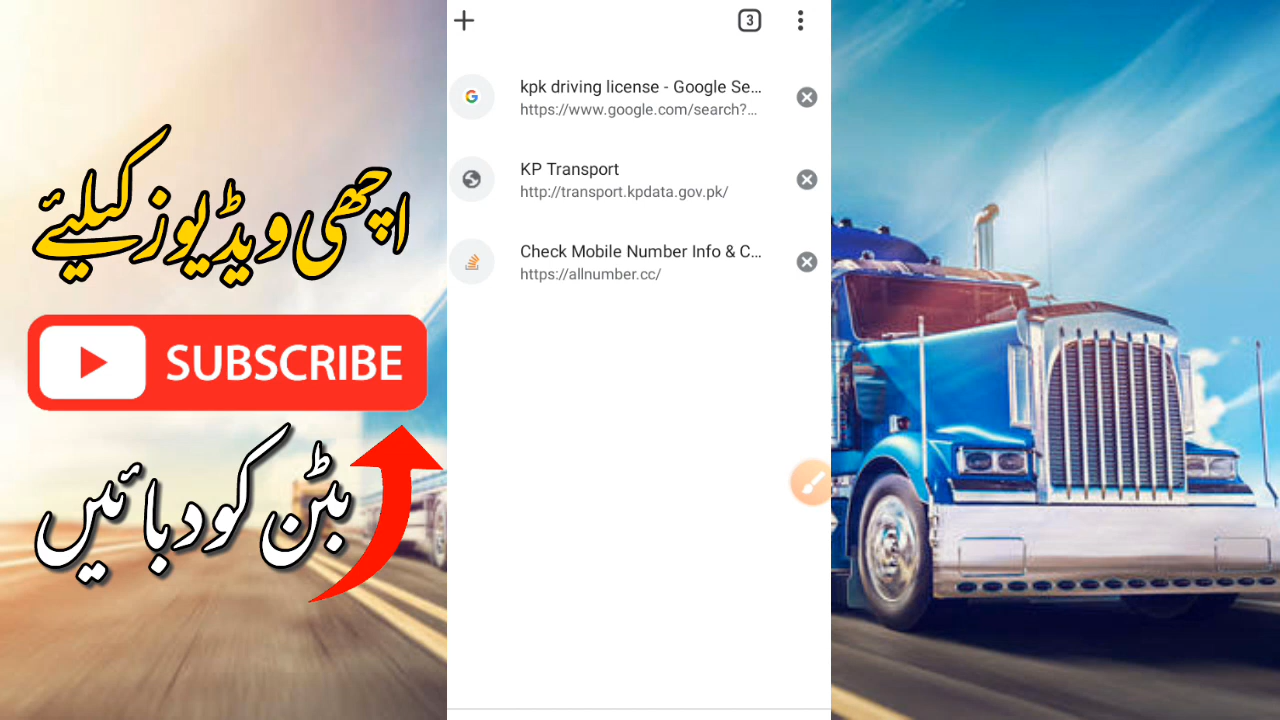 اچھی ویڈیوز کیلیٔے
SUBSCRIBE
بٹن کو دبائیں
3
kpk driving license - Google Se...
https://www.google.com/search?...
KP Transport
http://transport.kpdata.gov.pk/
Check Mobile Number Info & C...
https://allnumber.cc/